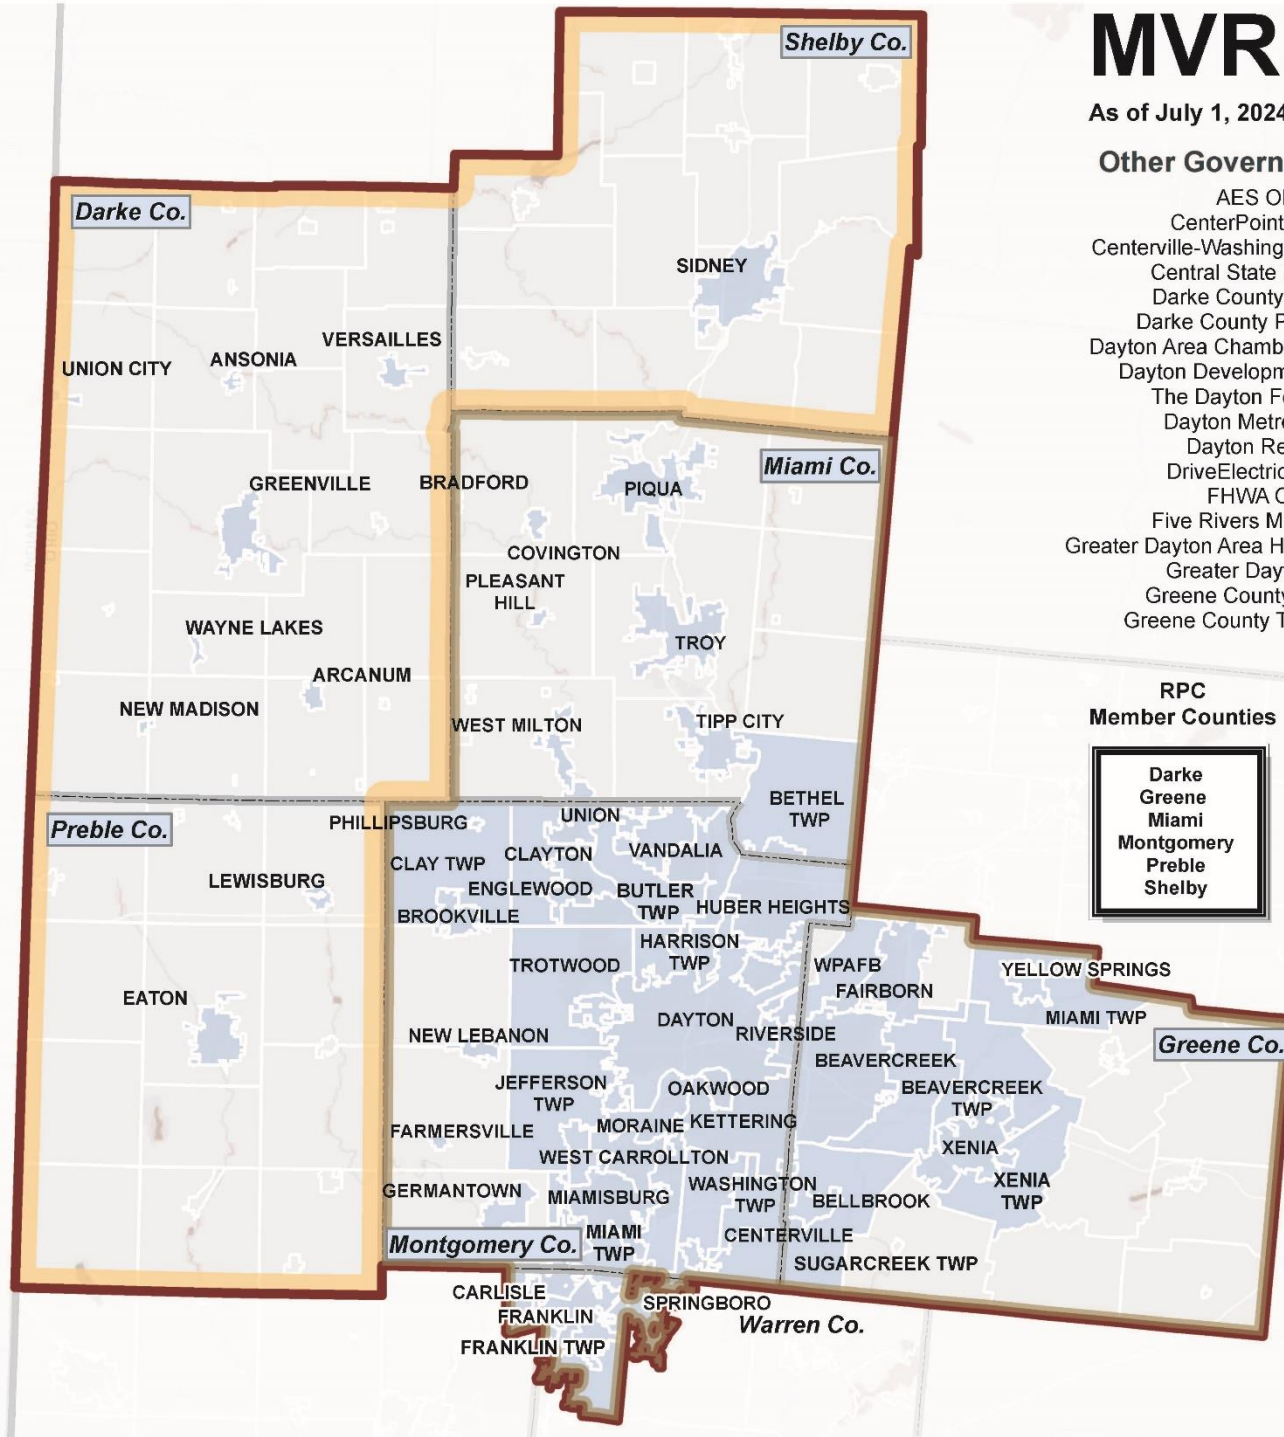 MVR
As of July 1, 2024
Other Govern
AES O
CenterPoint
Centerville-Washing
Central State
Darke County
Darke County P
Dayton Area Chamb
Dayton Developm
The Dayton F
Dayton Metr
Dayton Re
DriveElectric
FHWA
Five Rivers M
Greater Dayton Area H
Greater Day
Greene County
Greene County T
RPC
Member Counties
Darke
Greene
Miami
Montgomery
Preble
Shelby
Shelby Co.
Darke Co.
SIDNEY
VERSAILLES
ANSONIA
UNION CITY
GREENVILLE
BRADFORD
Miami Co.
PIQUA
COVINGTON
PLEASANT
HILL
WAYNE LAKES
TROY
ARCANUM
NEW MADISON
WEST MILTON
TIPP CITY
BETHEL
TWP
Preble Co.
PHILLIPSBURG
UNION
CLAY TWP
CLAYTON
VANDALIA
LEWISBURG
ENGLEWOOD
BUTLER
TWP
HUBER HEIGHTS
BROOKVILLE
HARRISON
TWP
TROTWOOD
WPAFB
YELLOW SPRINGS
FAIRBORN
EATON
MIAMI TWP
DAYTON
RIVERSIDE
NEW LEBANON
Greene Co.
BEAVERCREEK
JEFFERSON
TWP
OAKWOOD
BEAVERCREEK
TWP
FARMERSVILLE
MORAINE
KETTERING
XENIA
WEST CARROLLTON
GERMANTOWN
MIAMISBURG
WASHINGTON
TWP
BELLBROOK
XENIA
TWP
Montgomery Co.
MIAMI
TWP
CENTERVILLE
SUGARCREEK TWP
CARLISLE
SPRINGBORO
FRANKLIN
Warren Co.
FRANKLIN TWP